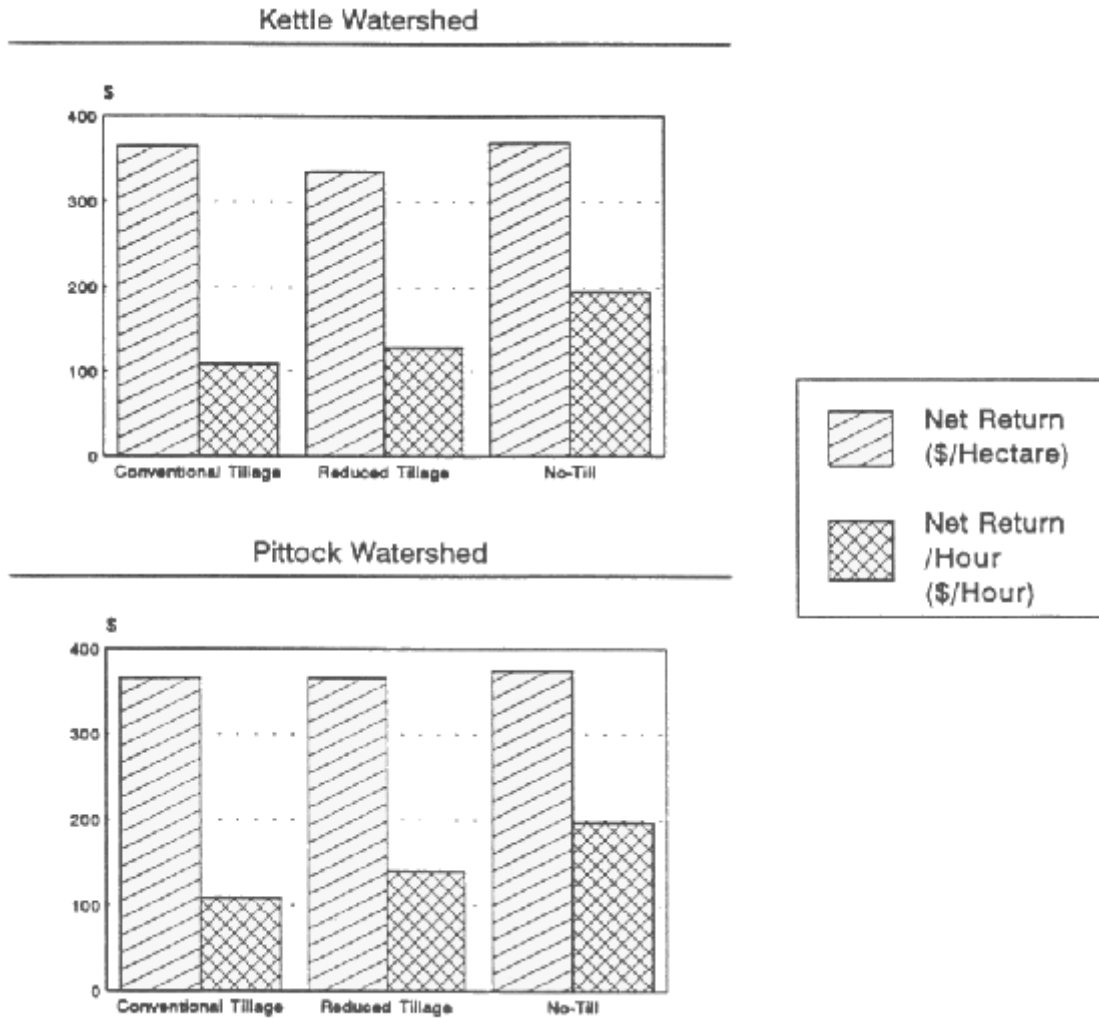 Kettle Watershed
$
400
300
200
100
0
Conventional Tillage Reduced Tillage No-Till
Net Return
($/Hectare)
Net Return
/Hour
($/Hour)
Pittock Watershed
$
400
300
200
100
0
Conventional Tillage Reduced Tillage No-Till